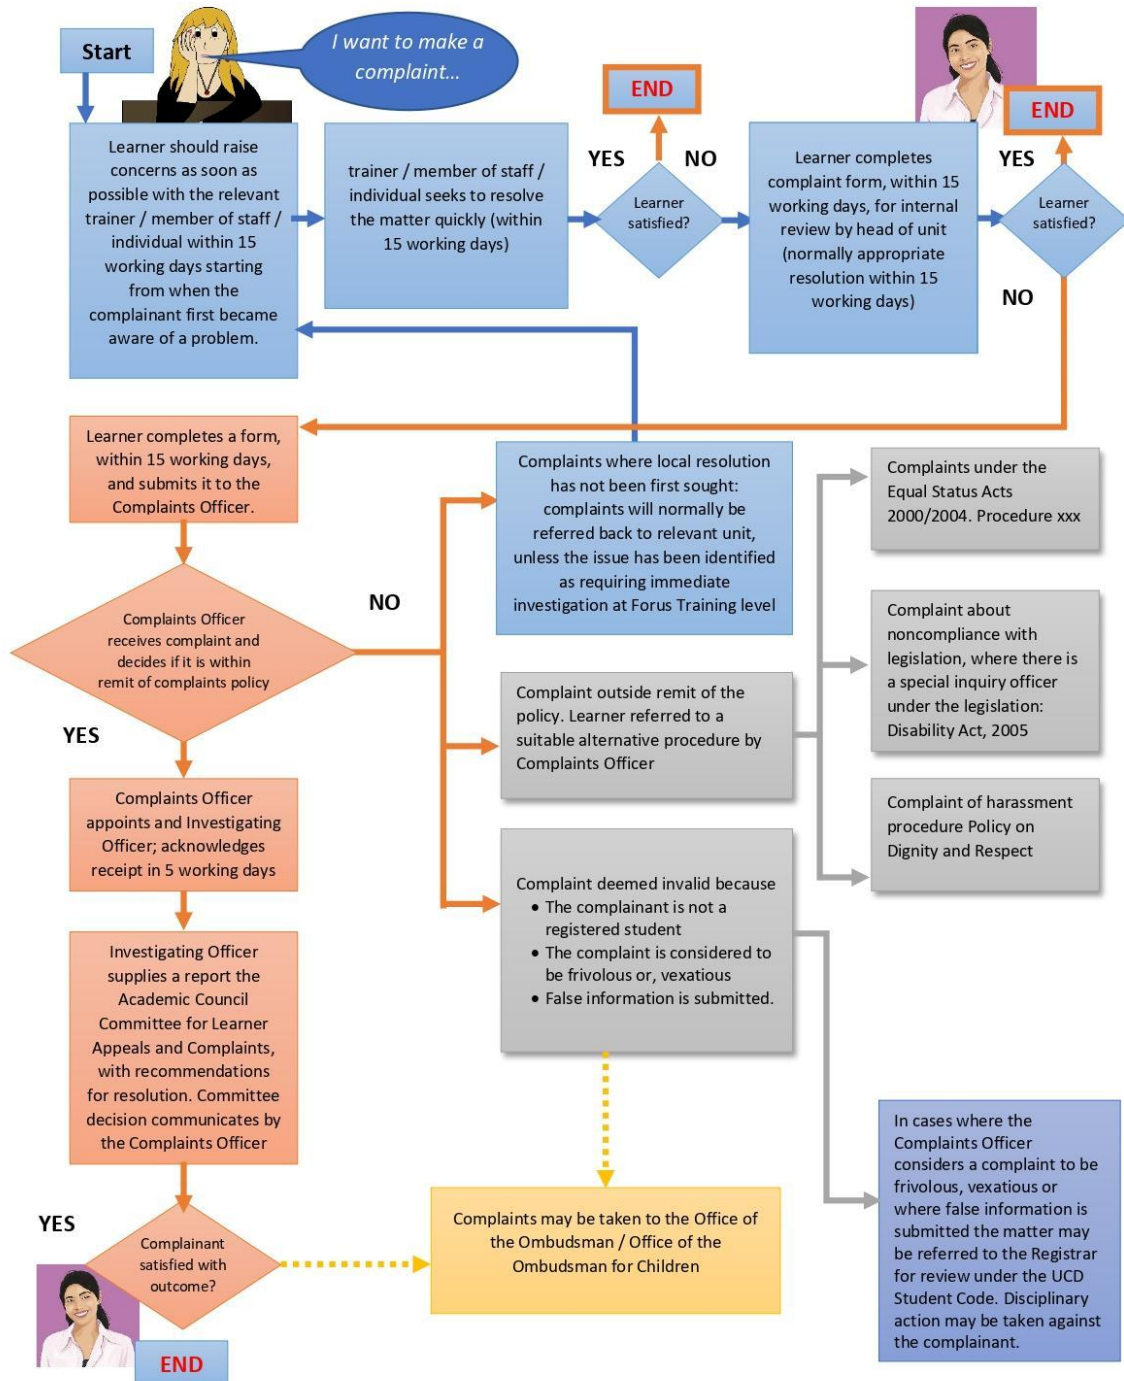 Start
I want to make a
complaint...
Learner should raise
concerns as soon as
possible with the relevant
trainer / member of staff /
individual within 15
working days starting
from when the
complainant first became
aware of a problem.
trainer / member of staff /
individual seeks to resolve
the matter quickly (within
15 working days)
END
YES
NO
Learner
satisfied?
Learner completes
complaint form, within 15
working days, for internal
review by head of unit
(normally appropriate
resolution within 15
working days)
END
YES
Learner
satisfied?
NO
Learner completes a form,
within 15 working days,
and submits it to the
Complaints Officer.
Complaints Officer
receives complaint and
decides if it is within
remit of complaints policy
NO
YES
Complaints where local resolution
has not been first sought:
complaints will normally be
referred back to relevant unit,
unless the issue has been identified
as requiring immediate
investigation at Forus Training level
Complaint outside remit of the
policy. Learner referred to a
suitable alternative procedure by
Complaints Officer
Complaint deemed invalid because
• The complainant is not a
registered student
• The complaint is considered to
be frivolous or, vexatious
• False information is submitted.
Complaints under the
Equal Status Acts
2000/2004. Procedure xxx
Complaint about
noncompliance with
legislation, where there is
a special inquiry officer
under the legislation:
Disability Act, 2005
Complaint of harassment
procedure Policy on
Dignity and Respect
Complaints Officer
appoints and Investigating
Officer; acknowledges
receipt in 5 working days
Investigating Officer
supplies a report the
Academic Council
Committee for Learner
Appeals and Complaints,
with recommendations
for resolution. Committee
decision communicates by
the Complaints Officer
YES
Complainant
satisfied with
outcome?
END
Complaints may be taken to the Office of
the Ombudsman / Office of the
Ombudsman for Children
In cases where the
Complaints Officer
considers a complaint to be
frivolous, vexatious or
where false information is
submitted the matter may
be referred to the Registrar
for review under the UCD
Student Code. Disciplinary
action may be taken against
the complainant.